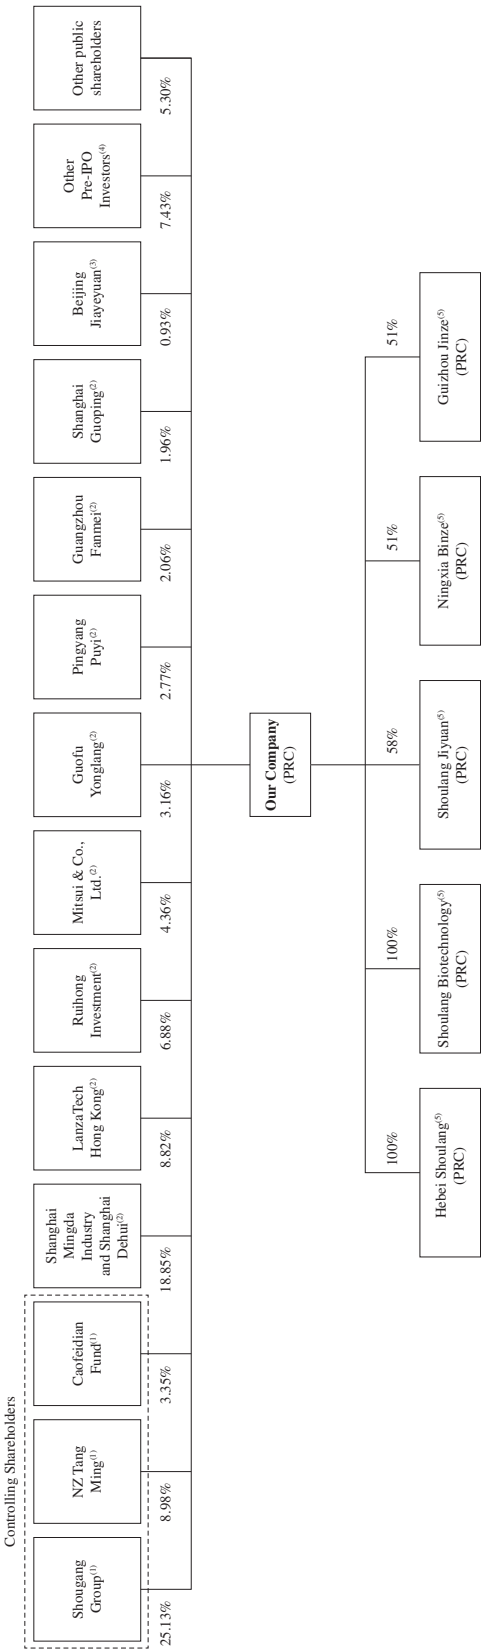 Controlling Shareholders
Shougang
Group(1)
NZ Tang
Ming(1)
Caofeidian
Fund(1)
Shanghai
Mingda
Industry
and Shanghai
Dehui(2)
LanzaTech
Hong Kong(2)
Ruihong
Investment(2)
Mitsui & Co.,
Ltd.(2)
Guofu
Yonglang(2)
Pingyang
Puyi(2)
Guangzhou
Fanmei(2)
Shanghai
Guoping(2)
Beijing
Jiayeyuan(3)
Other
Pre-IPO
Investors(4)
Other public
shareholders
25.13%
8.98%
3.35%
18.85%
8.82%
6.88%
4.36%
3.16%
2.77%
2.06%
1.96%
0.93%
7.43%
5.30%
Our Company
(PRC)
100%
100%
58%
51%
51%
Hebei Shoulang(5)
(PRC)
Shoulang Biotechnology(5)
(PRC)
Shoulang Jiyuan(5)
(PRC)
Ningxia Binze(5)
(PRC)
Guizhou Jinze(5)
(PRC)